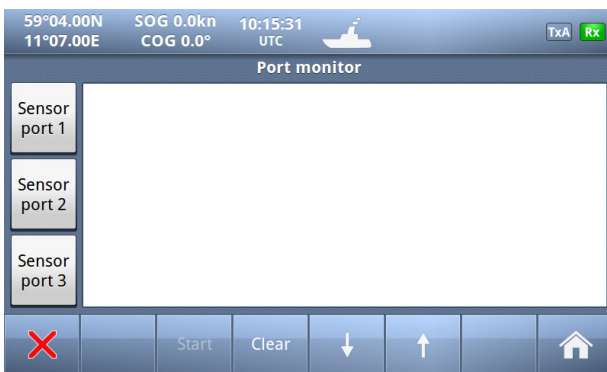 59°04.00N SOG 0.0kn 10:15:31 TxA Rx
11°07.00E COG 0.0° UTC
Port monitor
Sensor
port 1
Sensor
port 2
Sensor
port 3
Start Clear